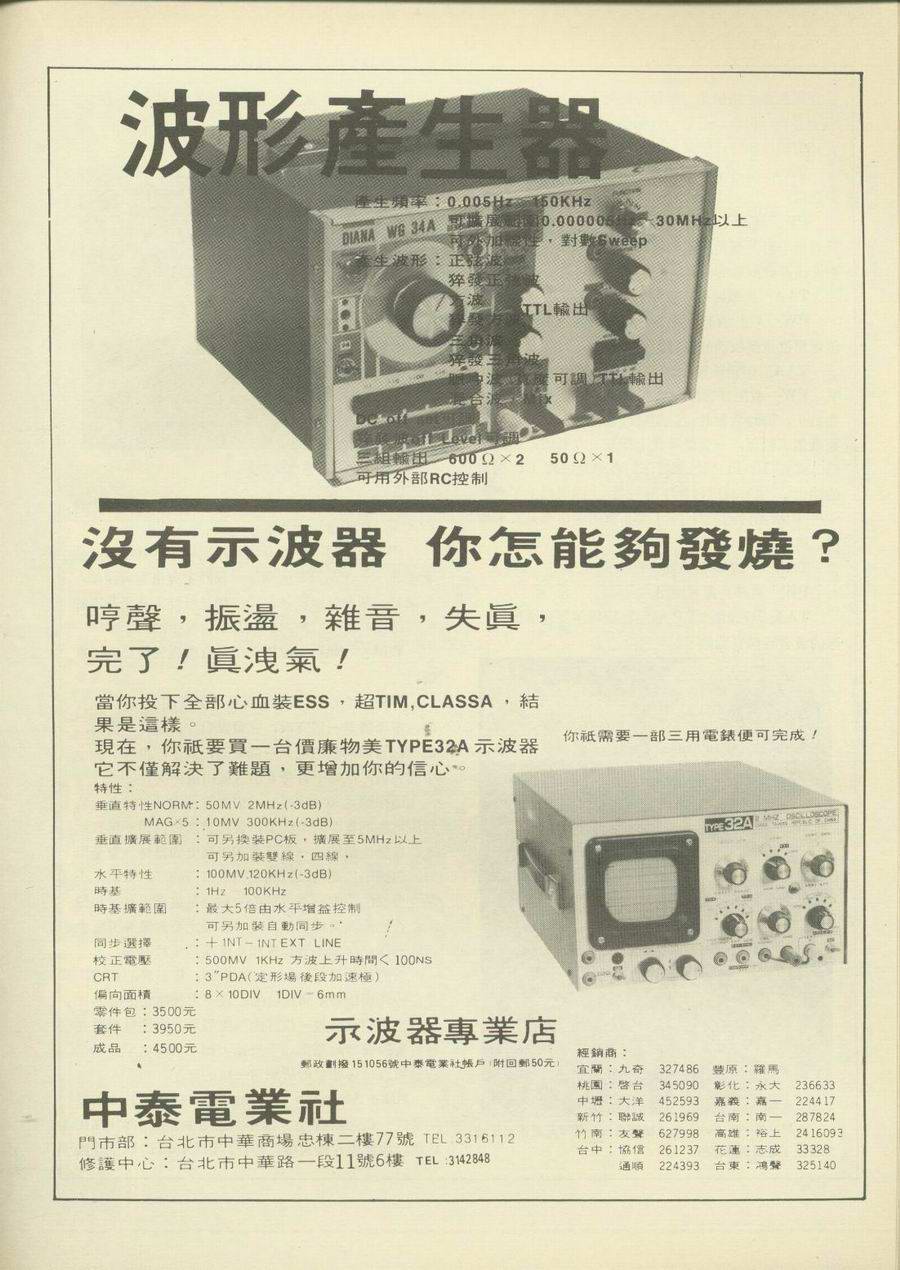 波形產生器
DIANA WG 34A
產生頻率：0.005Hz 150KHz
可擴展範圍0.000005Hz～30MHz以上
可外加線性，對數Sweep
產生波形：正弦波
猝發正弦波
方波 TTL輸出
猝發方波
三角波
猝發三角波
脈冲波 寬度可調 TTL輸出
混合波 Mix
DC off set
off Level 可調
三組輸出 600Ω×2 50Ω×1
可用外部RC控制
沒有示波器 你怎能夠發燒？
哼聲，振盪，雜音，失眞，
完了！眞洩氣！
當你投下全部心血裝ESS，超TIM,CLASSA，結
果是這樣。
現在，你祇要買一台價廉物美TYPE32A示波器
它不僅解決了難題，更增加你的信心。
你祇需要一部三用電錶便可完成！
TYPE 32A 2 MHZ OSCILLOSCOPE
特性：
垂直特性NORM：50MV 2MHz(-3dB)
MAG×5：10MV 300KHz(-3dB)
垂直擴展範圍：可另換裝PC板，擴展至5MHz以上
可另加裝雙線，四線，
水平特性：100MV,120KHz(-3dB)
時基：1Hz 100KHz
時基擴範圍：最大5倍由水平增益控制
可另加裝自動同步。
同步選擇：＋INT－INT EXT LINE
校正電壓：500MV 1KHz 方波上升時間＜100NS
CRT：3″PDA(定形場後段加速極)
偏向面積：8×10DIV 1DIV－6mm
零件包：3500元
套件：3950元
成品：4500元
示波器專業店
郵政劃撥151056號中泰電業社帳戶(附回郵50元)
中泰電業社
門市部：台北市中華商場忠棟二樓77號 TEL.3316112
修護中心：台北市中華路一段11號6樓 TEL:3142848
經銷商：
宜蘭：九奇 327486 豐原：羅馬
桃園：啓台 345090 彰化：永大 236633
中壢：大洋 452593 嘉義：嘉一 224417
新竹：聯誠 261969 台南：南一 287824
竹南：友聲 627998 高雄：裕上 2416093
台中：協信 261237 花蓮：志成 33328
通順 224393 台東：鴻聲 325140